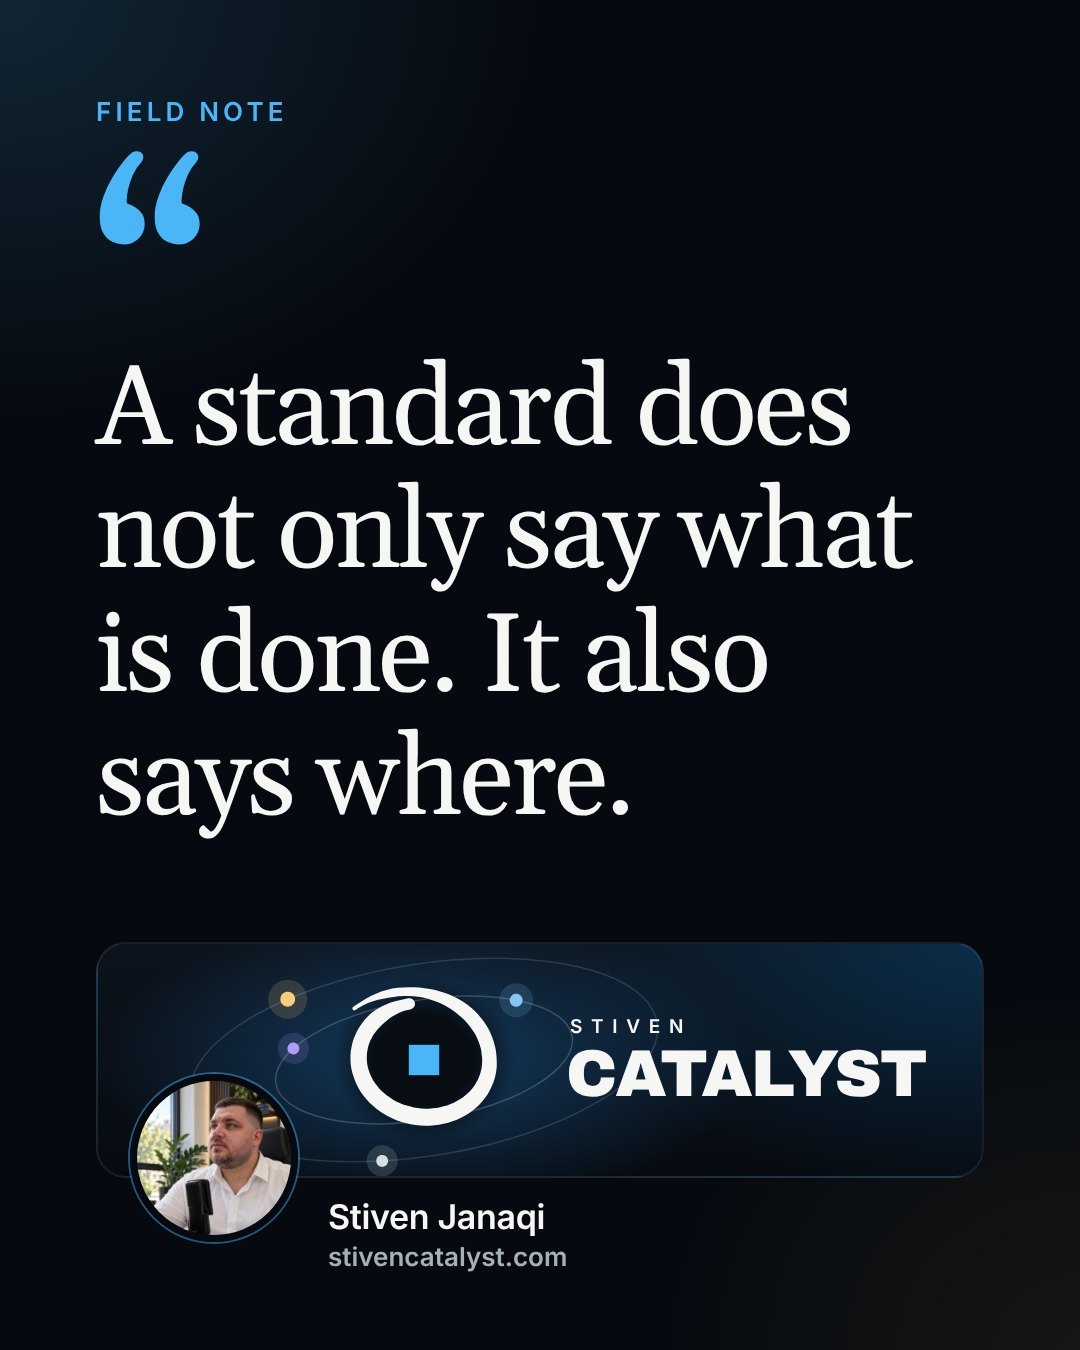 FIELD NOTE
“
A standard does
not only say what
is done. It also
says where.
STIVEN
CATALYST
Stiven Janaqi
stivencatalyst.com